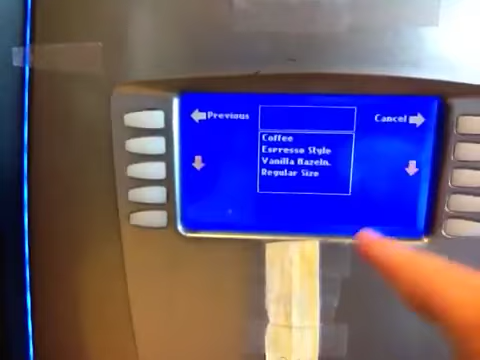 Previous
Cancel
Coffee
Espresso Style
Vanilla Hazeln.
Regular Size